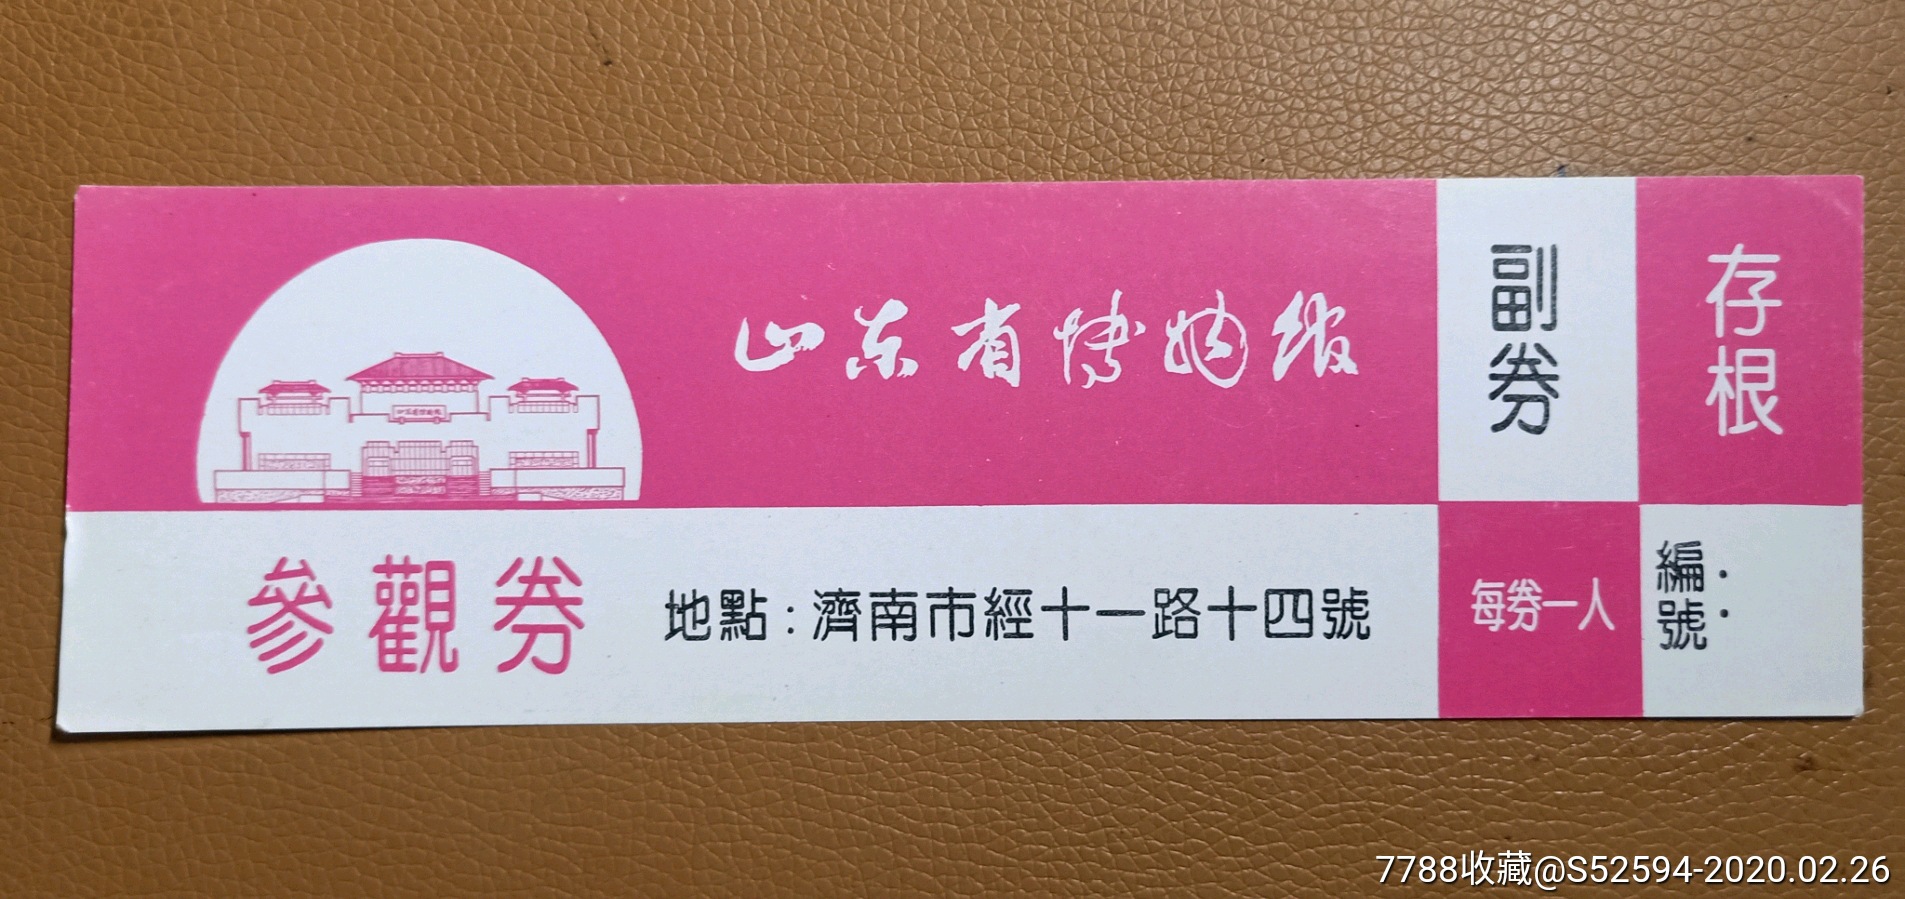 山东省博物馆
參觀券
地點：濟南市經十一路十四號
副券
每券一人
存根
編號：
7788收藏@S52594-2020.02.26